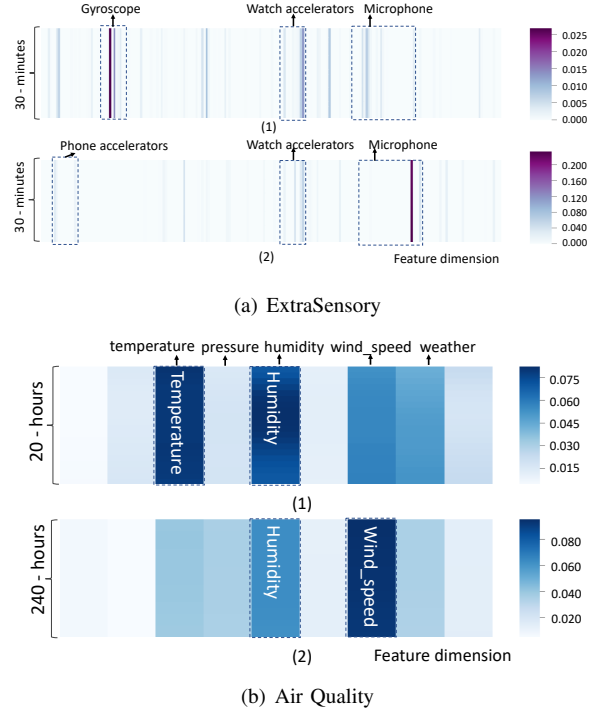 Gyroscope Watch accelerators Microphone
30 - minutes
0.025
0.020
0.015
0.010
0.005
0.000
(1)
Phone accelerators Watch accelerators Microphone
30 - minutes
0.200
0.160
0.120
0.080
0.040
0.000
(2) Feature dimension
(a) ExtraSensory
temperature pressure humidity wind_speed weather
20 - hours
Temperature
Humidity
0.075
0.060
0.045
0.030
0.015
(1)
240 - hours
Humidity
Wind_speed
0.080
0.060
0.040
0.020
(2) Feature dimension
(b) Air Quality